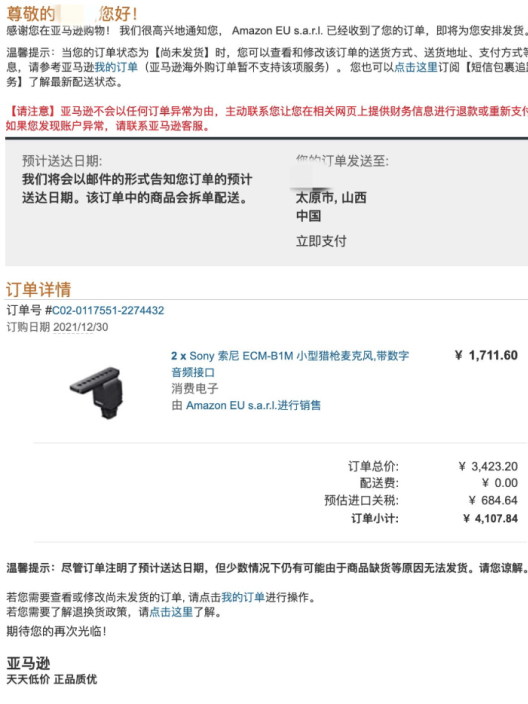 尊敬的 您好!
感谢您在亚马逊购物! 我们很高兴地通知您, Amazon EU s.a.r.l. 已经收到了您的订单,即将为您安排发货。
温馨提示:当您的订单状态为【尚未发货】时,您可以查看和修改该订单的送货方式、送货地址、支付方式等
息,请参考亚马逊我的订单(亚马逊海外购订单暂不支持该项服务)。您也可以点击这里订阅【短信包裹追
务】了解最新配送状态。
【请注意】亚马逊不会以任何订单异常为由,主动联系您让您在相关网页上提供财务信息进行退款或重新支付
如果您发现账户异常,请联系亚马逊客服。
预计送达日期:
我们将会以邮件的形式告知您订单的预计
送达日期。该订单中的商品会拆单配送。
您的订单发送至:
太原市, 山西
中国
立即支付
订单详情
订单号 #C02-0117551-2274432
订购日期 2021/12/30
2 x Sony 索尼 ECM-B1M 小型猎枪麦克风,带数字
音频接口
消费电子
由 Amazon EU s.a.r.l.进行销售
¥ 1,711.60
订单总价: ¥ 3,423.20
配送费: ¥ 0.00
预估进口关税: ¥ 684.64
订单小计: ¥ 4,107.84
温馨提示:尽管订单注明了预计送达日期,但少数情况下仍有可能由于商品缺货等原因无法发货。请您谅解。
若您需要查看或修改尚未发货的订单, 请点击我的订单进行操作。
若您需要了解退换货政策,请点击这里了解。
期待您的再次光临!
亚马逊
天天低价 正品质优